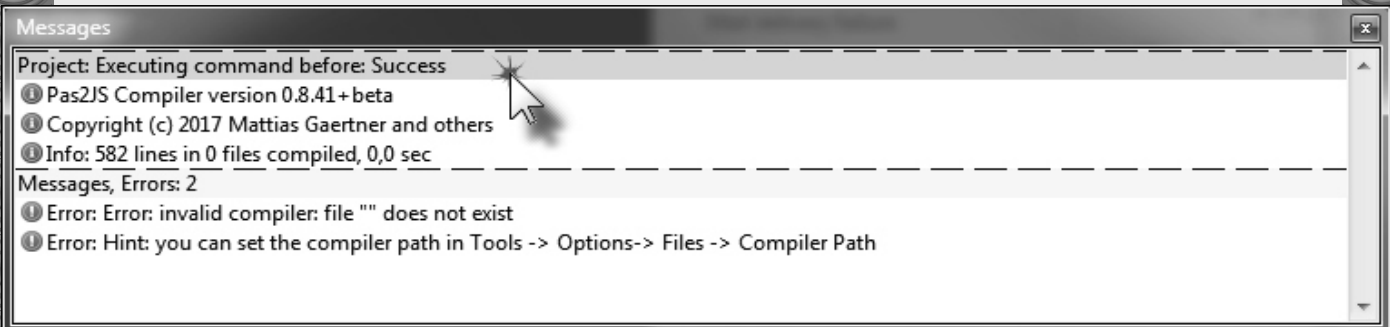 Messages
Project: Executing command before: Success
Pas2JS Compiler version 0.8.41+beta
Copyright (c) 2017 Mattias Gaertner and others
Info: 582 lines in 0 files compiled, 0,0 sec
Messages, Errors: 2
Error: Error: invalid compiler: file "" does not exist
Error: Hint: you can set the compiler path in Tools -> Options-> Files -> Compiler Path